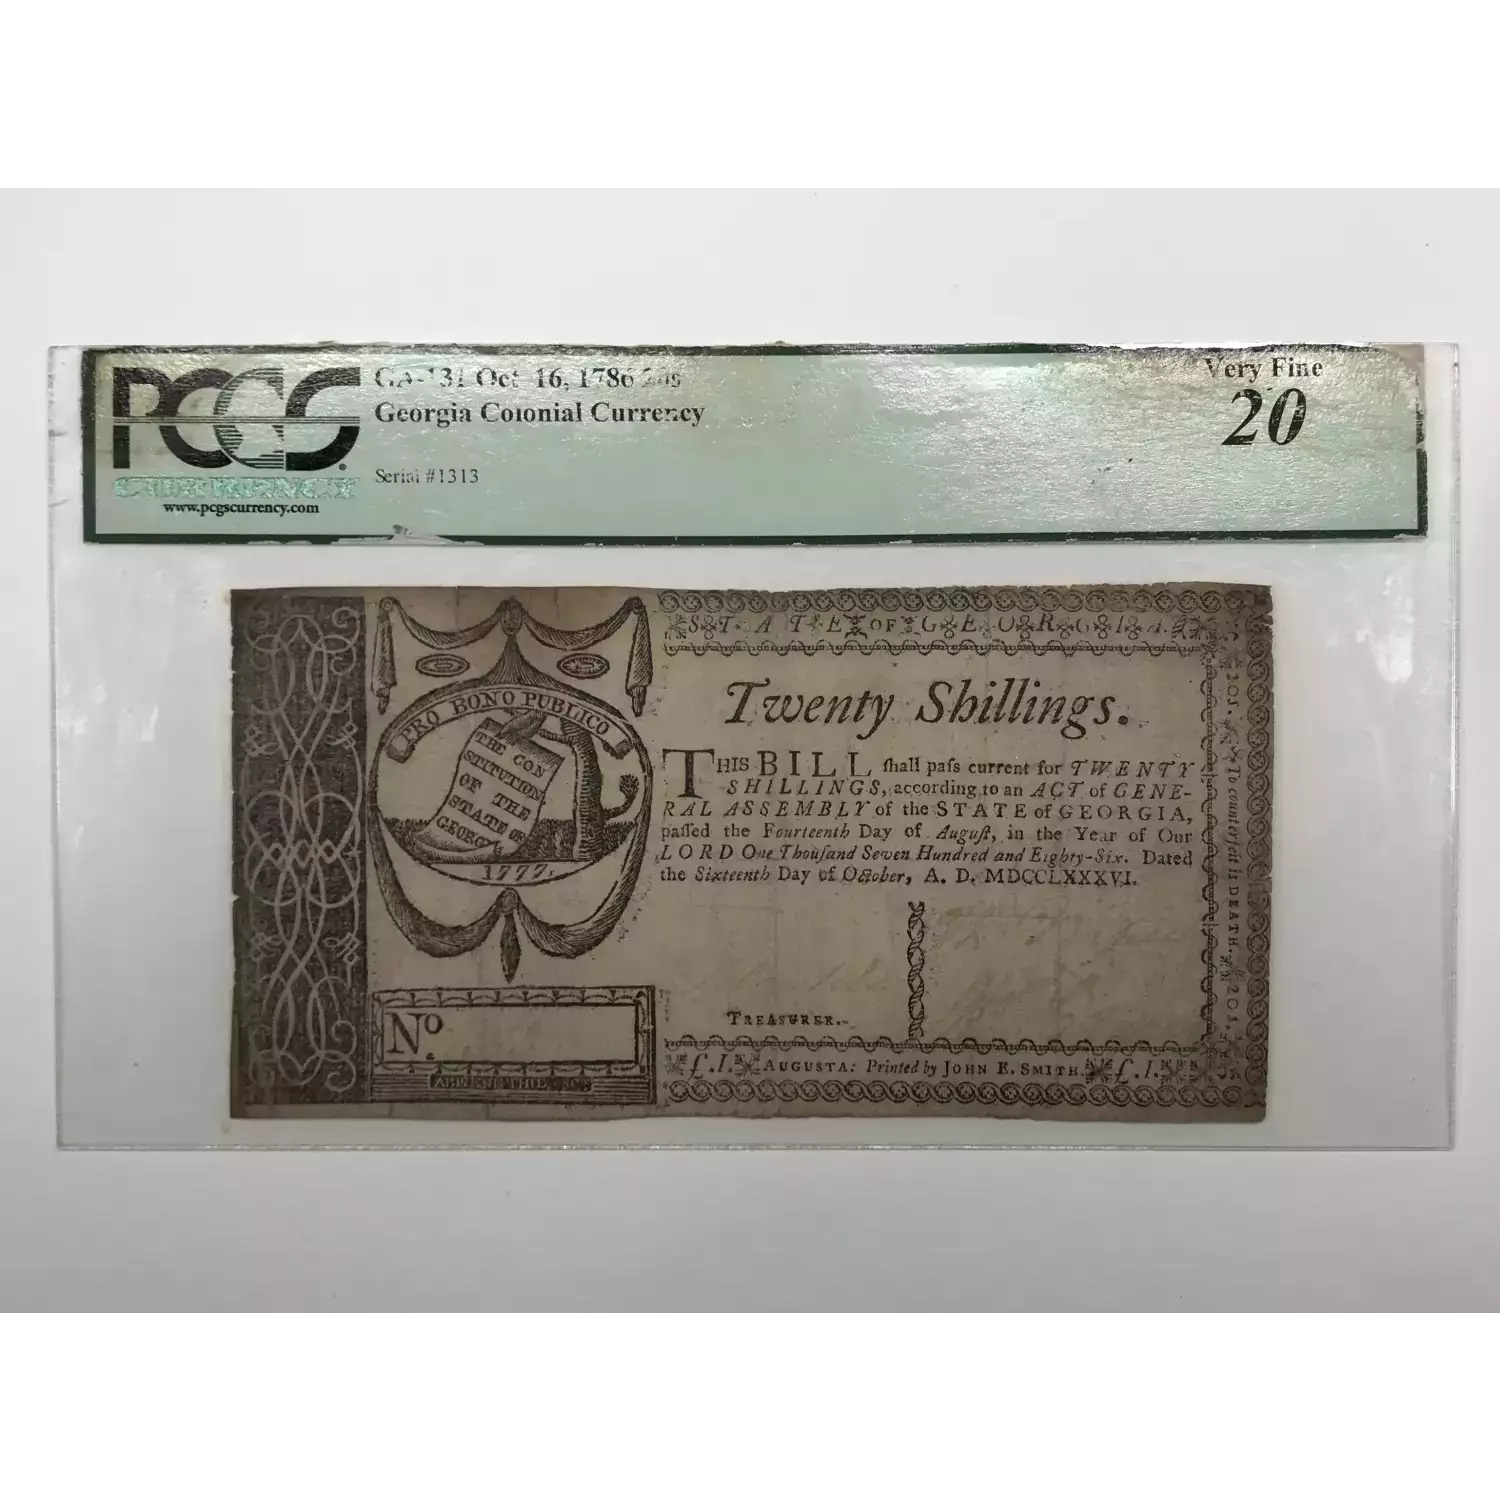 PCGS
CURRENCY
www.pcgscurrency.com
GA-131 Oct 16, 1786 20s
Georgia Colonial Currency
Serial #1313
Very Fine
20
STATE OF GEORGIA.
PRO BONO PUBLICO
THE CON
STITUTION
OF THE
STATE OF
GEORGIA
1777.
Twenty Shillings.
THIS BILL ſhall paſs current for TWENTY
SHILLINGS, according to an ACT of GENE-
RAL ASSEMBLY of the STATE of GEORGIA,
paſſed the Fourteenth Day of Auguſt, in the Year of Our
LORD One Thouſand Seven Hundred and Eighty-Six. Dated
the Sixteenth Day of October, A. D. MDCCLXXXVI.
TREASURER.
No.
£.I. AUGUSTA: Printed by JOHN E. SMITH. £.I.
20s. To counterfeit is DEATH. 20s.